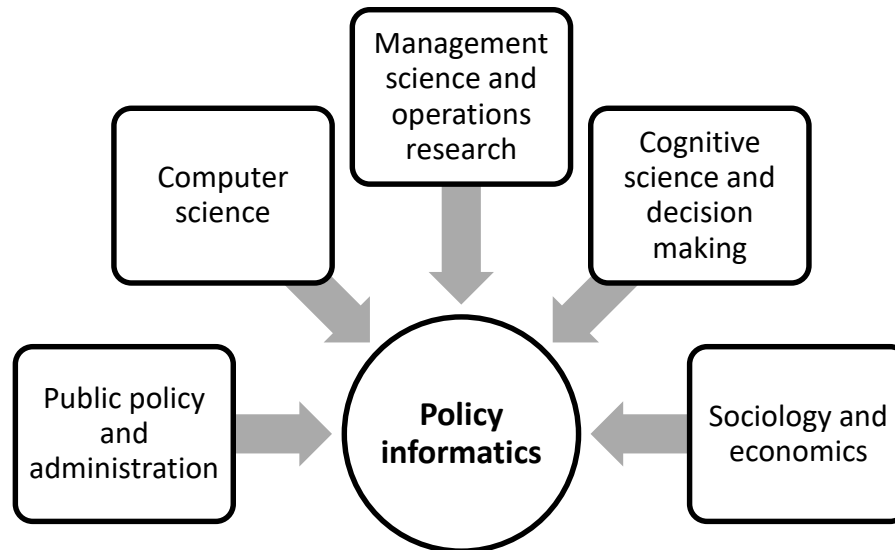 Management
science and
operations
research
Computer
science
Cognitive
science and
decision
making
Public policy
and
administration
Policy
informatics
Sociology and
economics